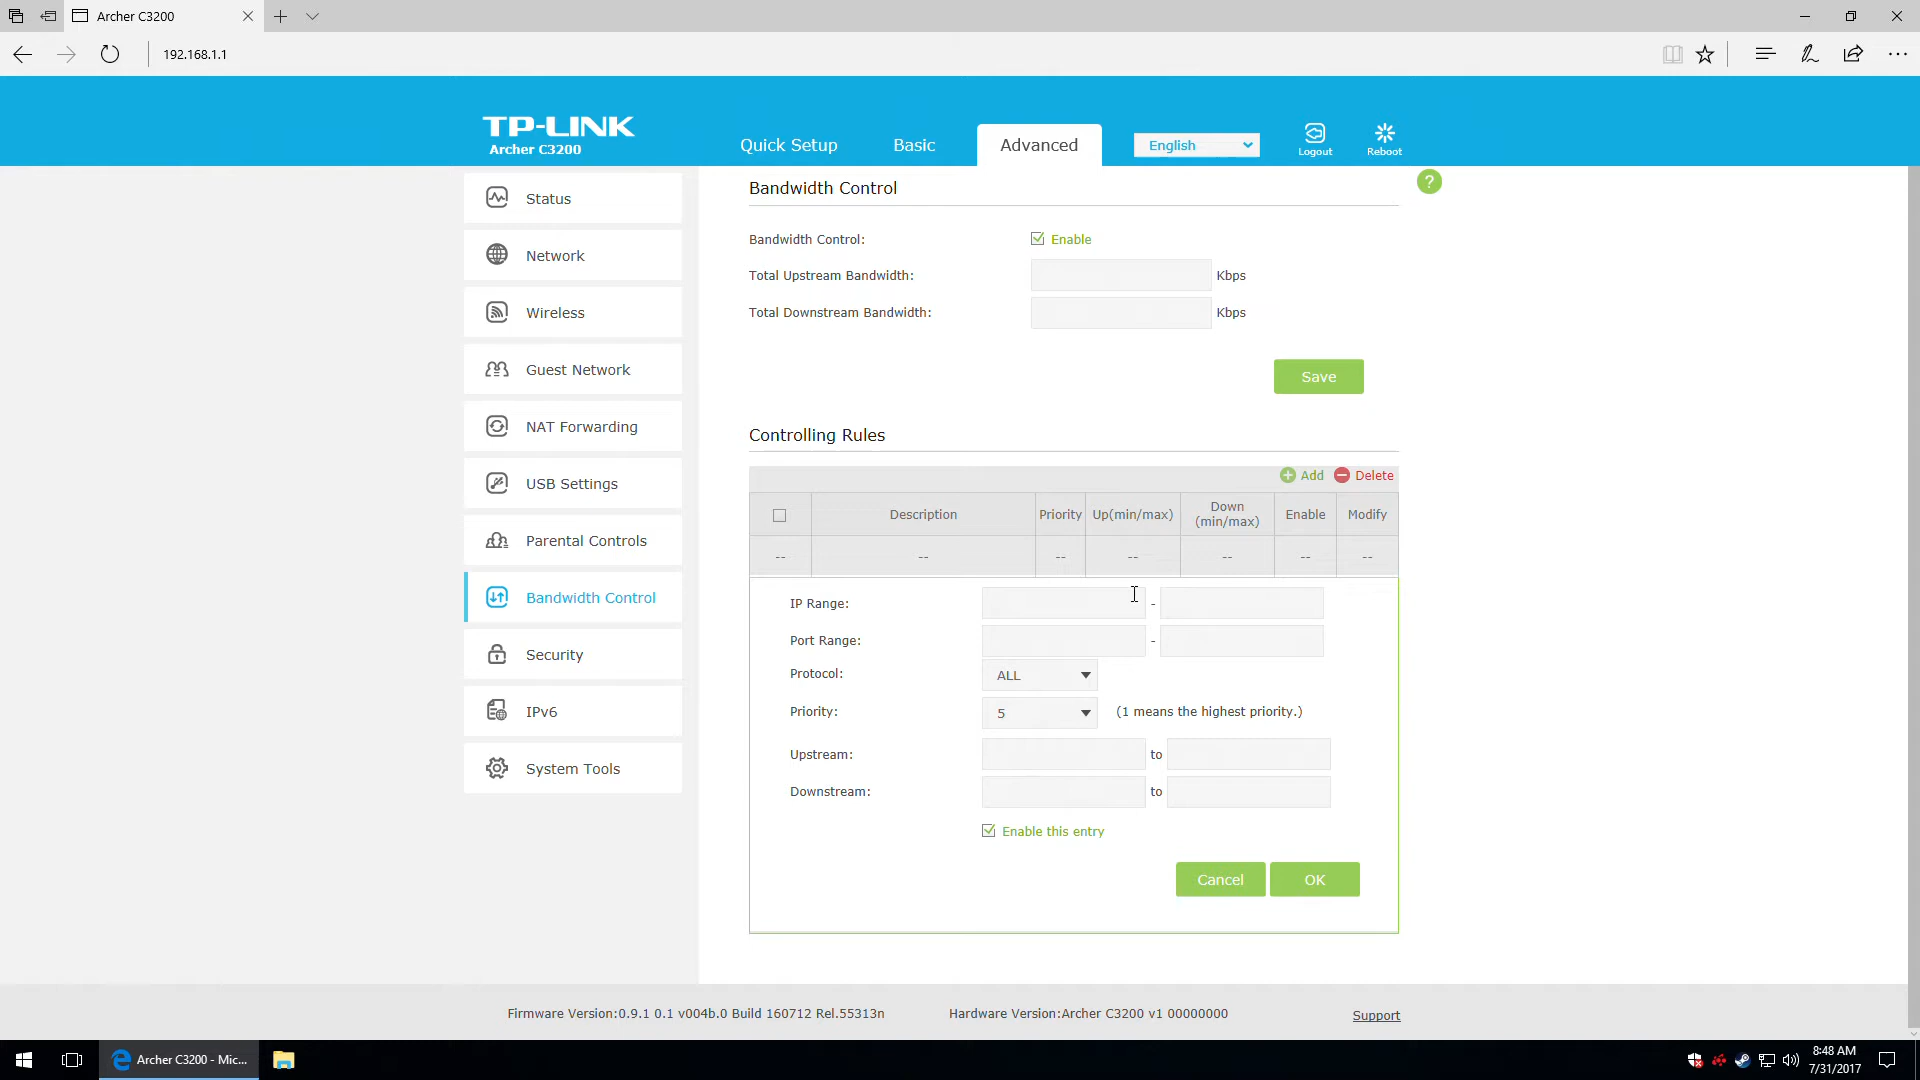 Archer C3200
192.168.1.1
TP-LINK
Archer C3200
Quick Setup
Basic
Advanced
English
Logout
Reboot
Status
Network
Wireless
Guest Network
NAT Forwarding
USB Settings
Parental Controls
Bandwidth Control
Security
IPv6
System Tools
Bandwidth Control
?
Bandwidth Control:
Enable
Total Upstream Bandwidth:
Kbps
Total Downstream Bandwidth:
Kbps
Save
Controlling Rules
Add
Delete
Description
Priority
Up(min/max)
Down
(min/max)
Enable
Modify
-- -- -- -- -- -- --
IP Range:
-
Port Range:
-
Protocol:
ALL
Priority:
5
(1 means the highest priority.)
Upstream:
to
Downstream:
to
Enable this entry
Cancel
OK
Firmware Version:0.9.1 0.1 v004b.0 Build 160712 Rel.55313n
Hardware Version:Archer C3200 v1 00000000
Support
Archer C3200 - Mic...
8:48 AM
7/31/2017